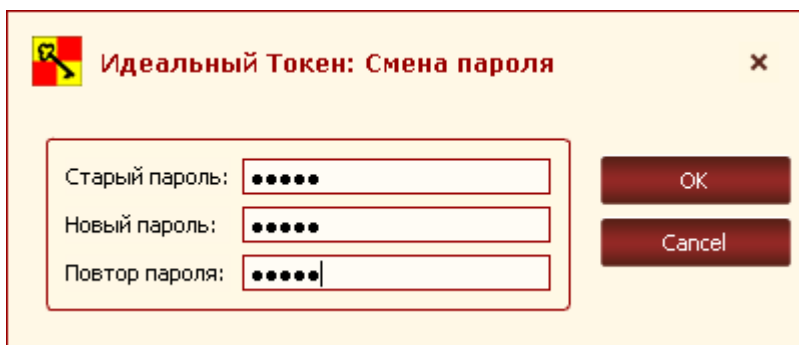 Идеальный Токен: Смена пароля
Старый пароль: •••••
Новый пароль: •••••
Повтор пароля: •••••
OK
Cancel